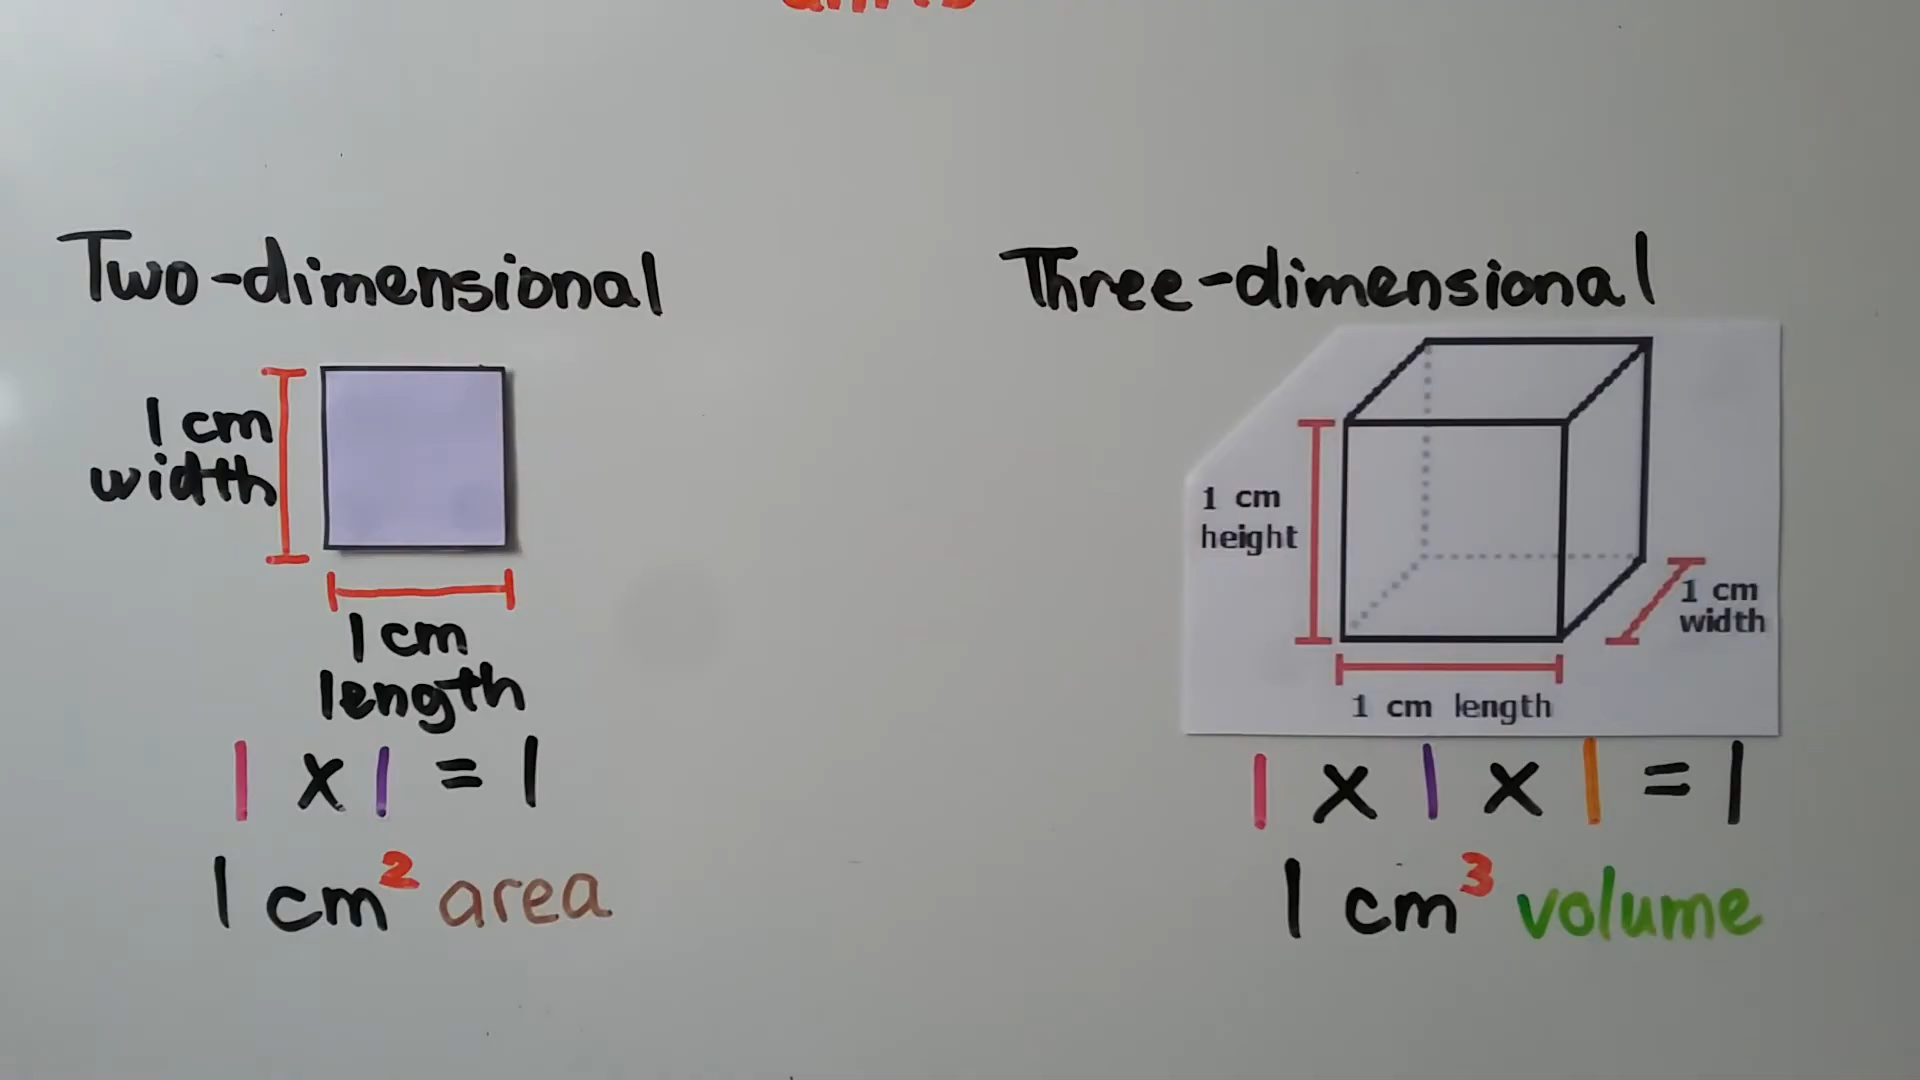 Two-dimensional
1 cm
width
1 cm
length
1 x 1 = 1
1 cm² area
Three-dimensional
1 cm
height
1 cm
width
1 cm length
1 x 1 x 1 = 1
1 cm³ volume